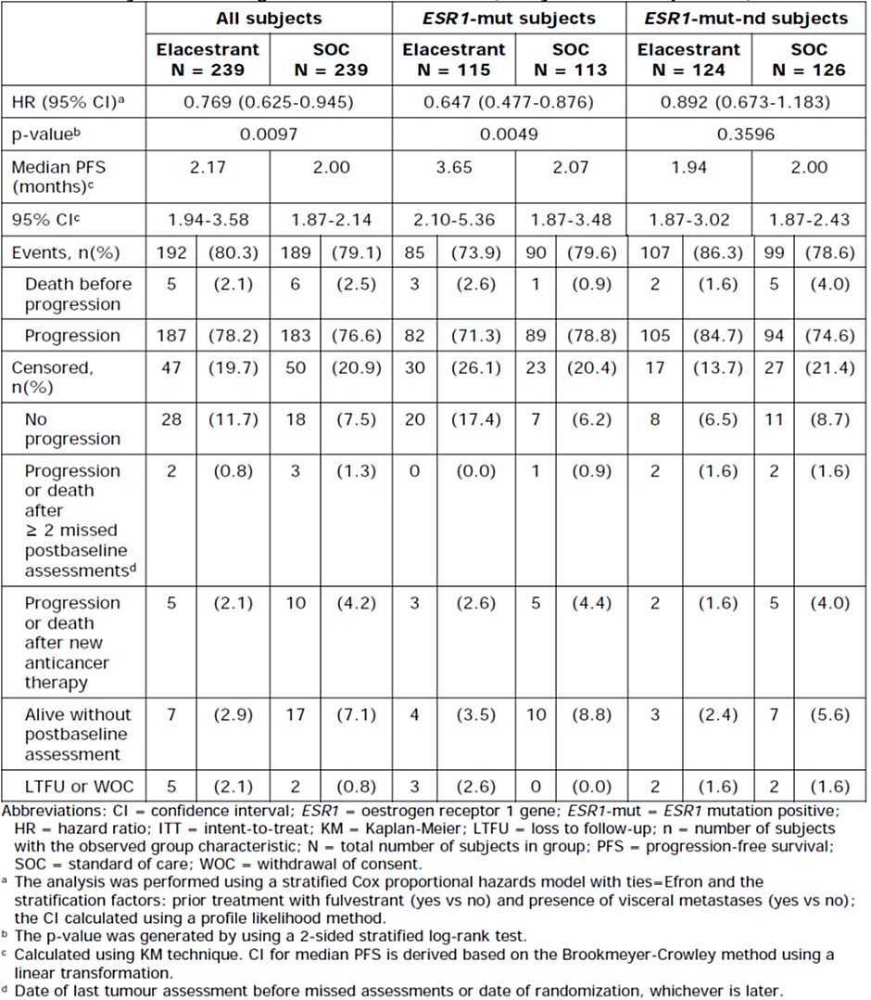 All subjects ESR1-mut subjects ESR1-mut-nd subjects
Elacestrant SOC Elacestrant SOC Elacestrant SOC
N = 239 N = 239 N = 115 N = 113 N = 124 N = 126
HR (95% CI)ᵃ 0.769 (0.625-0.945) 0.647 (0.477-0.876) 0.892 (0.673-1.183)
p-valueᵇ 0.0097 0.0049 0.3596
Median PFS 2.17 2.00 3.65 2.07 1.94 2.00
(months)ᶜ
95% CIᶜ 1.94-3.58 1.87-2.14 2.10-5.36 1.87-3.48 1.87-3.02 1.87-2.43
Events, n(%) 192 (80.3) 189 (79.1) 85 (73.9) 90 (79.6) 107 (86.3) 99 (78.6)
Death before 5 (2.1) 6 (2.5) 3 (2.6) 1 (0.9) 2 (1.6) 5 (4.0)
progression
Progression 187 (78.2) 183 (76.6) 82 (71.3) 89 (78.8) 105 (84.7) 94 (74.6)
Censored, 47 (19.7) 50 (20.9) 30 (26.1) 23 (20.4) 17 (13.7) 27 (21.4)
n(%)
No 28 (11.7) 18 (7.5) 20 (17.4) 7 (6.2) 8 (6.5) 11 (8.7)
progression
Progression 2 (0.8) 3 (1.3) 0 (0.0) 1 (0.9) 2 (1.6) 2 (1.6)
or death
after
≥ 2 missed
postbaseline
assessmentsᵈ
Progression 5 (2.1) 10 (4.2) 3 (2.6) 5 (4.4) 2 (1.6) 5 (4.0)
or death
after new
anticancer
therapy
Alive without 7 (2.9) 17 (7.1) 4 (3.5) 10 (8.8) 3 (2.4) 7 (5.6)
postbaseline
assessment
LTFU or WOC 5 (2.1) 2 (0.8) 3 (2.6) 0 (0.0) 2 (1.6) 2 (1.6)
Abbreviations: CI = confidence interval; ESR1 = oestrogen receptor 1 gene; ESR1-mut = ESR1 mutation positive;
HR = hazard ratio; ITT = intent-to-treat; KM = Kaplan-Meier; LTFU = loss to follow-up; n = number of subjects
with the observed group characteristic; N = total number of subjects in group; PFS = progression-free survival;
SOC = standard of care; WOC = withdrawal of consent.
ᵃ The analysis was performed using a stratified Cox proportional hazards model with ties=Efron and the
stratification factors: prior treatment with fulvestrant (yes vs no) and presence of visceral metastases (yes vs no);
the CI calculated using a profile likelihood method.
ᵇ The p-value was generated by using a 2-sided stratified log-rank test.
ᶜ Calculated using KM technique. CI for median PFS is derived based on the Brookmeyer-Crowley method using a
linear transformation.
ᵈ Date of last tumour assessment before missed assessments or date of randomization, whichever is later.